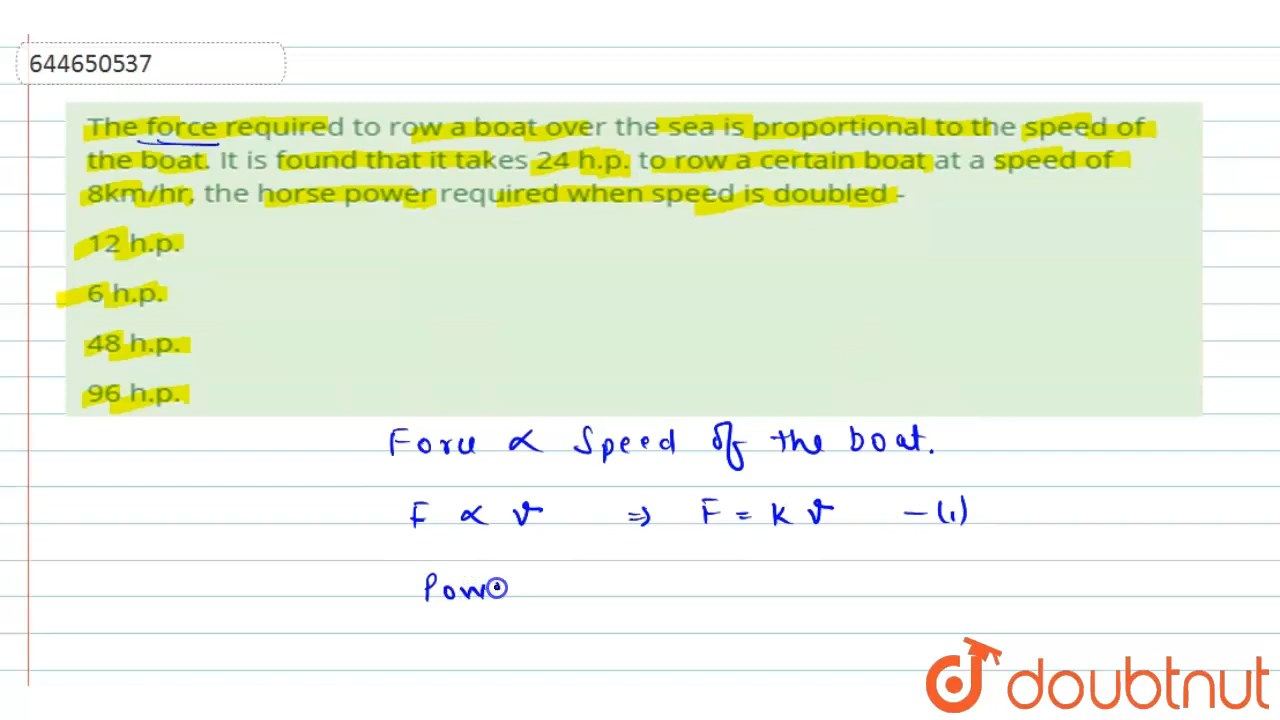 644650537
The force required to row a boat over the sea is proportional to the speed of
the boat. It is found that it takes 24 h.p. to row a certain boat at a speed of
8km/hr, the horse power required when speed is doubled -
12 h.p.
6 h.p.
48 h.p.
96 h.p.
Force ∝ Speed of the boat.
F ∝ v ⇒ F = K v - (1)
Powe
doubtnut